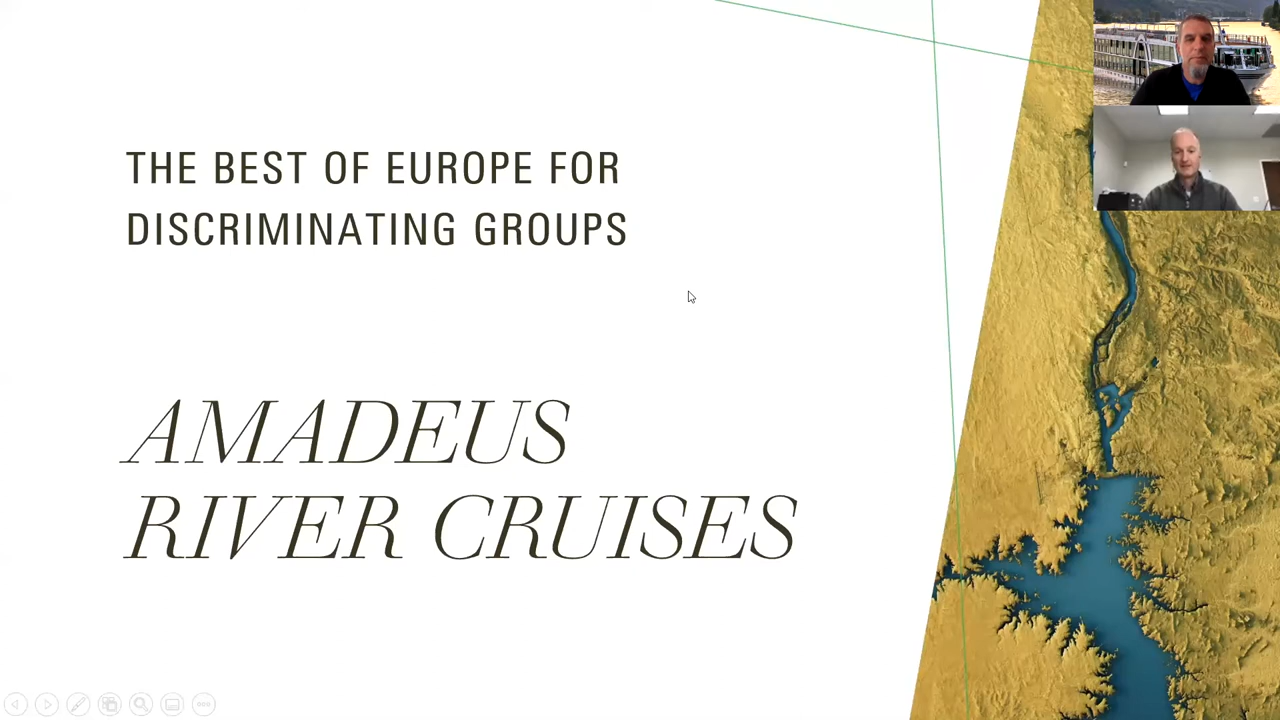 THE BEST OF EUROPE FOR
DISCRIMINATING GROUPS
AMADEUS
RIVER CRUISES